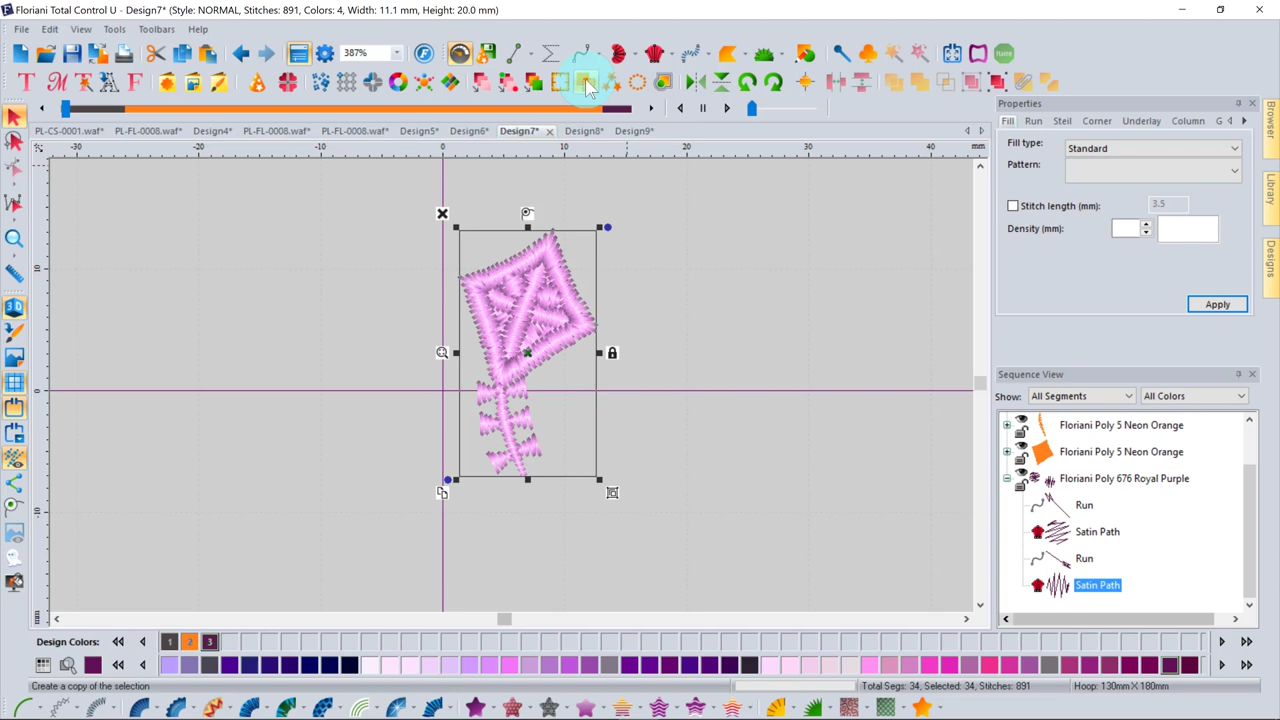 Floriani Total Control U - Design7* (Style: NORMAL, Stitches: 891, Colors: 4, Width: 11.1 mm, Height: 20.0 mm)
File Edit View Tools Toolbars Help
387%
PL-CS-0001.waf* PL-FL-0008.waf* Design4* PL-FL-0008.waf* PL-FL-0008.waf* Design5* Design6* Design7* Design8* Design9*
-30 -20 -10 0 10 20 30 40 mm
10
0
-10
mm
Properties
Fill Run Steil Corner Underlay Column G
Fill type: Standard
Pattern:
Stitch length (mm): 3.5
Density (mm):
Apply
Browser
Library
Designs
Sequence View
Show: All Segments All Colors
Floriani Poly 5 Neon Orange
Floriani Poly 5 Neon Orange
Floriani Poly 676 Royal Purple
Run
Satin Path
Run
Satin Path
Design Colors: 1 2 3
Create a copy of the selection
Total Segs: 34, Selected: 34, Stitches: 891
Hoop: 130mm X 180mm